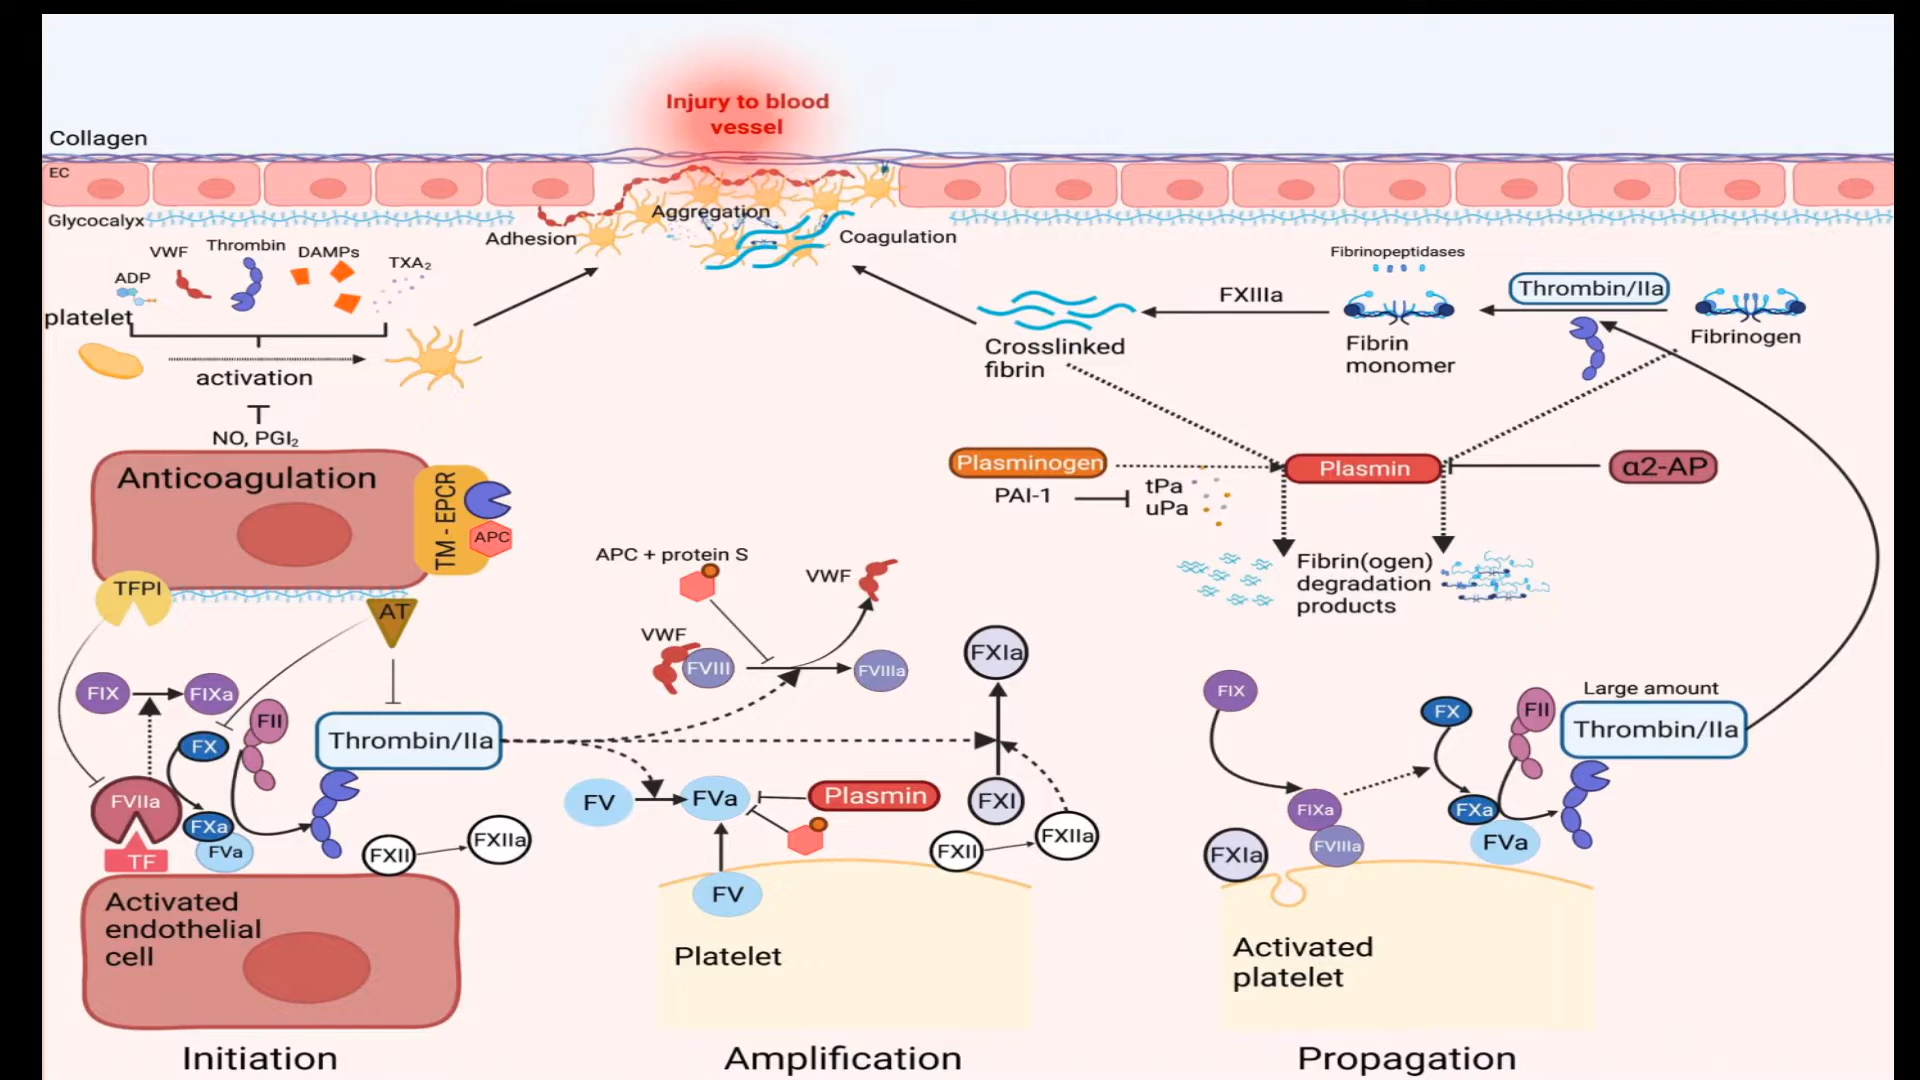 Injury to blood
vessel
Collagen
EC
Glycocalyx
Adhesion
Aggregation
Coagulation
VWF
Thrombin
DAMPs
ADP
TXA₂
platelet
activation
NO, PGI₂
Fibrinopeptidases
FXIIIa
Thrombin/IIa
Crosslinked
fibrin
Fibrin
monomer
Fibrinogen
Plasminogen
Plasmin
α2-AP
PAI-1
tPa
uPa
Fibrin(ogen)
degradation
products
Anticoagulation
TM - EPCR
APC
TFPI
AT
FIX
FIXa
FII
FX
Thrombin/IIa
FVIIa
TF
FXa
FVa
FXII
FXIIa
Activated
endothelial
cell
Initiation
APC + protein S
VWF
VWF
FVIII
FVIIIa
FXIa
FV
FVa
Plasmin
FXI
FXII
FXIIa
FV
Platelet
Amplification
FIX
FX
FII
Large amount
Thrombin/IIa
FIXa
FVIIIa
FXa
FVa
FXIa
Activated
platelet
Propagation